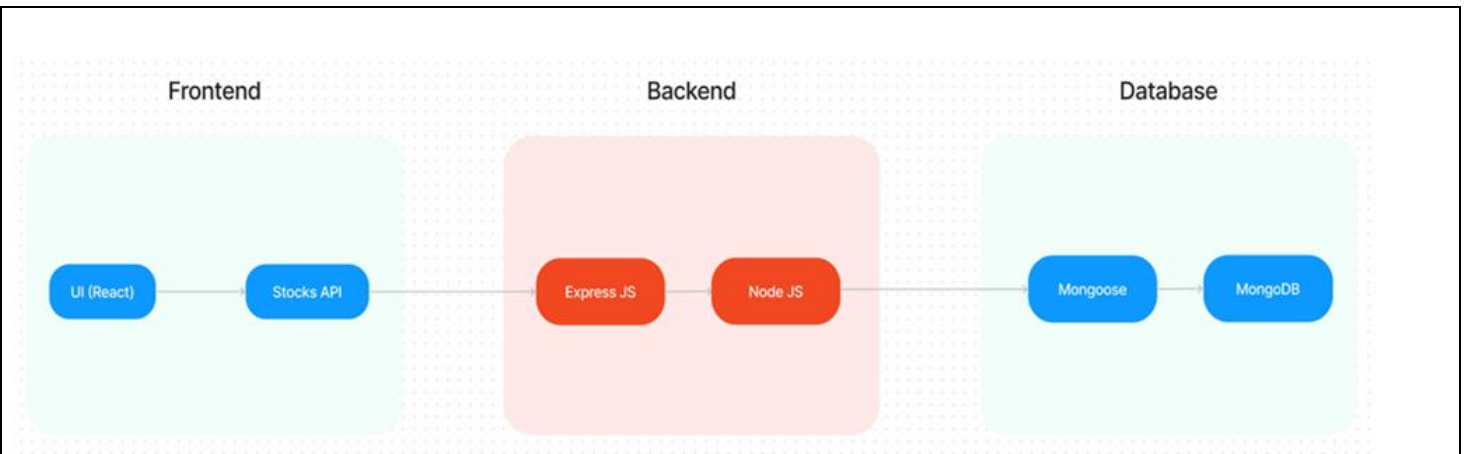 Frontend
Backend
Database
UI (React)
Stocks API
Express JS
Node JS
Mongoose
MongoDB